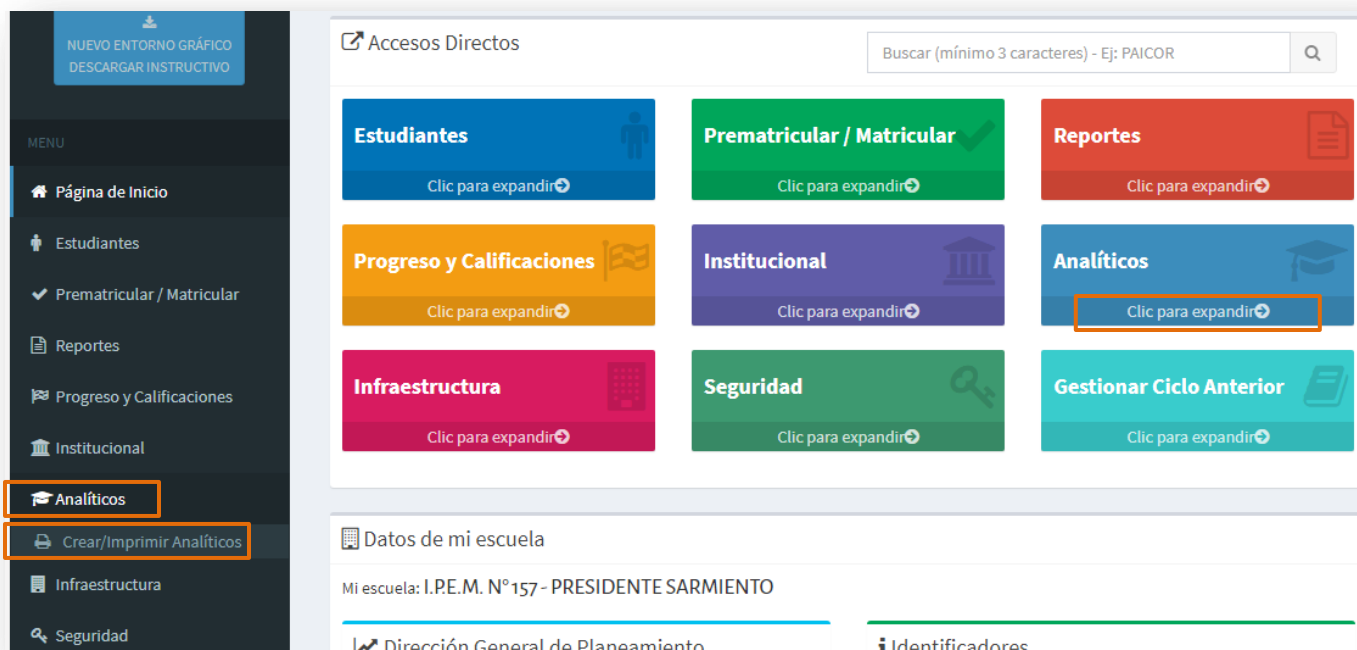 NUEVO ENTORNO GRÁFICO
DESCARGAR INSTRUCTIVO
MENU
Página de Inicio
Estudiantes
Prematricular / Matricular
Reportes
Progreso y Calificaciones
Institucional
Analíticos
Crear/Imprimir Analíticos
Infraestructura
Seguridad
Accesos Directos
Buscar (mínimo 3 caracteres) - Ej: PAICOR
Estudiantes
Clic para expandir
Prematricular / Matricular
Clic para expandir
Reportes
Clic para expandir
Progreso y Calificaciones
Clic para expandir
Institucional
Clic para expandir
Analíticos
Clic para expandir
Infraestructura
Clic para expandir
Seguridad
Clic para expandir
Gestionar Ciclo Anterior
Clic para expandir
Datos de mi escuela
Mi escuela: I.P.E.M. N° 157 - PRESIDENTE SARMIENTO
Dirección General de Planeamiento
Identificadores